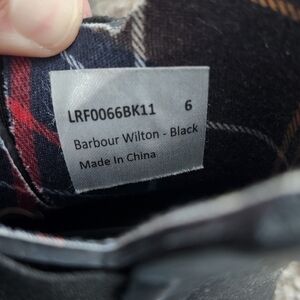 LRF0066BK11 6
Barbour Wilton - Black
Made In China